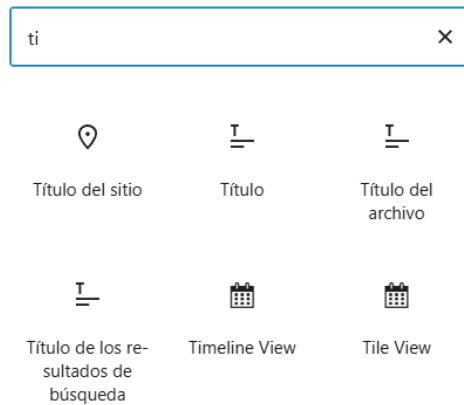 ti
Título del sitio
Título
Título del
archivo
Título de los re-
sultados de
búsqueda
Timeline View
Tile View